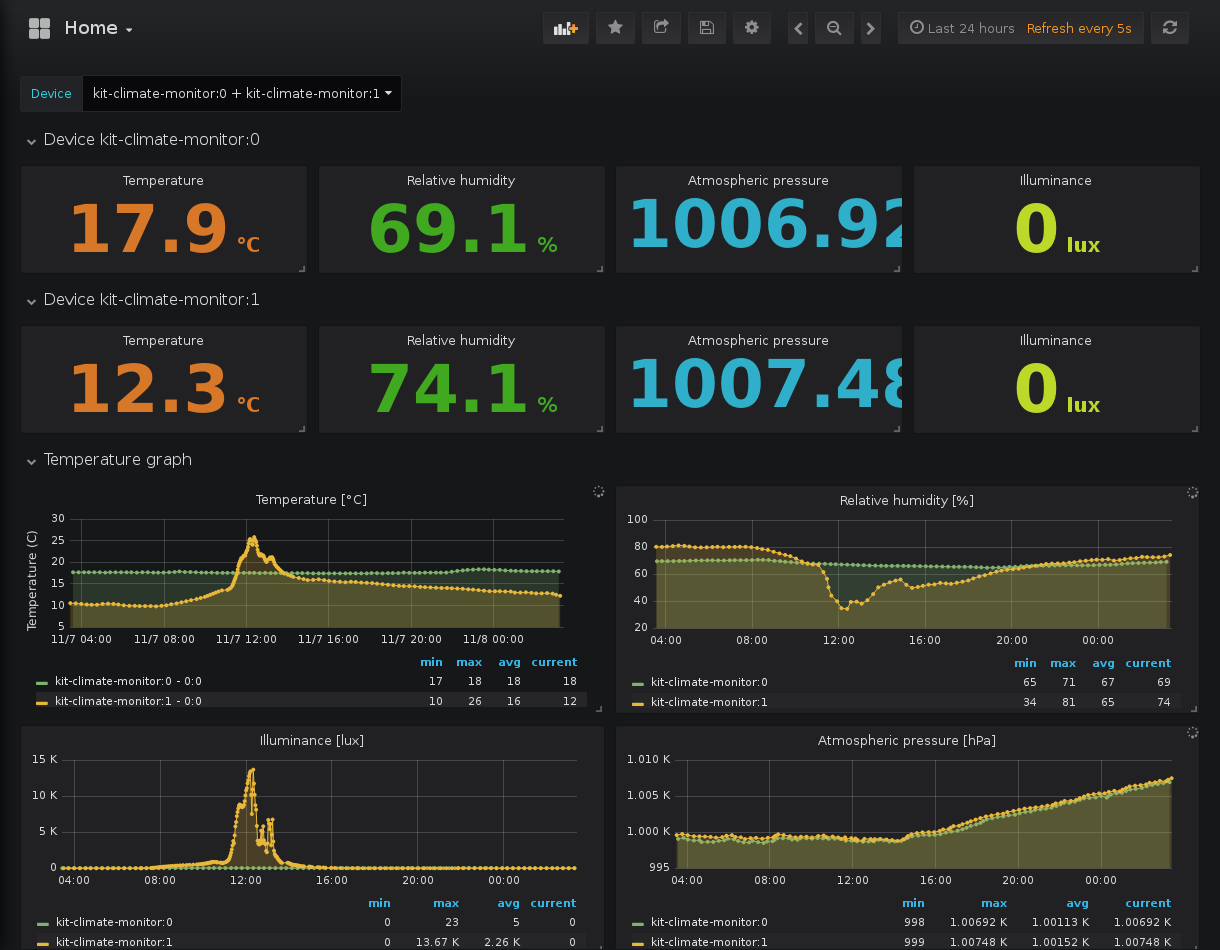 Home
Last 24 hours Refresh every 5s
Device kit-climate-monitor:0 + kit-climate-monitor:1
Device kit-climate-monitor:0
Temperature Relative humidity Atmospheric pressure Illuminance
17.9 °C 69.1 % 1006.92 0 lux
Device kit-climate-monitor:1
Temperature Relative humidity Atmospheric pressure Illuminance
12.3 °C 74.1 % 1007.48 0 lux
Temperature graph
Temperature [°C]
Temperature (C)
30
25
20
15
10
5
11/7 04:00 11/7 08:00 11/7 12:00 11/7 16:00 11/7 20:00 11/8 00:00
min max avg current
kit-climate-monitor:0 - 0:0 17 18 18 18
kit-climate-monitor:1 - 0:0 10 26 16 12
Relative humidity [%]
100
80
60
40
20
04:00 08:00 12:00 16:00 20:00 00:00
min max avg current
kit-climate-monitor:0 65 71 67 69
kit-climate-monitor:1 34 81 65 74
Illuminance [lux]
15 K
10 K
5 K
0
04:00 08:00 12:00 16:00 20:00 00:00
min max avg current
kit-climate-monitor:0 0 23 5 0
kit-climate-monitor:1 0 13.67 K 2.26 K 0
Atmospheric pressure [hPa]
1.010 K
1.005 K
1.000 K
995
04:00 08:00 12:00 16:00 20:00 00:00
min max avg current
kit-climate-monitor:0 998 1.00692 K 1.00113 K 1.00692 K
kit-climate-monitor:1 999 1.00748 K 1.00152 K 1.00748 K